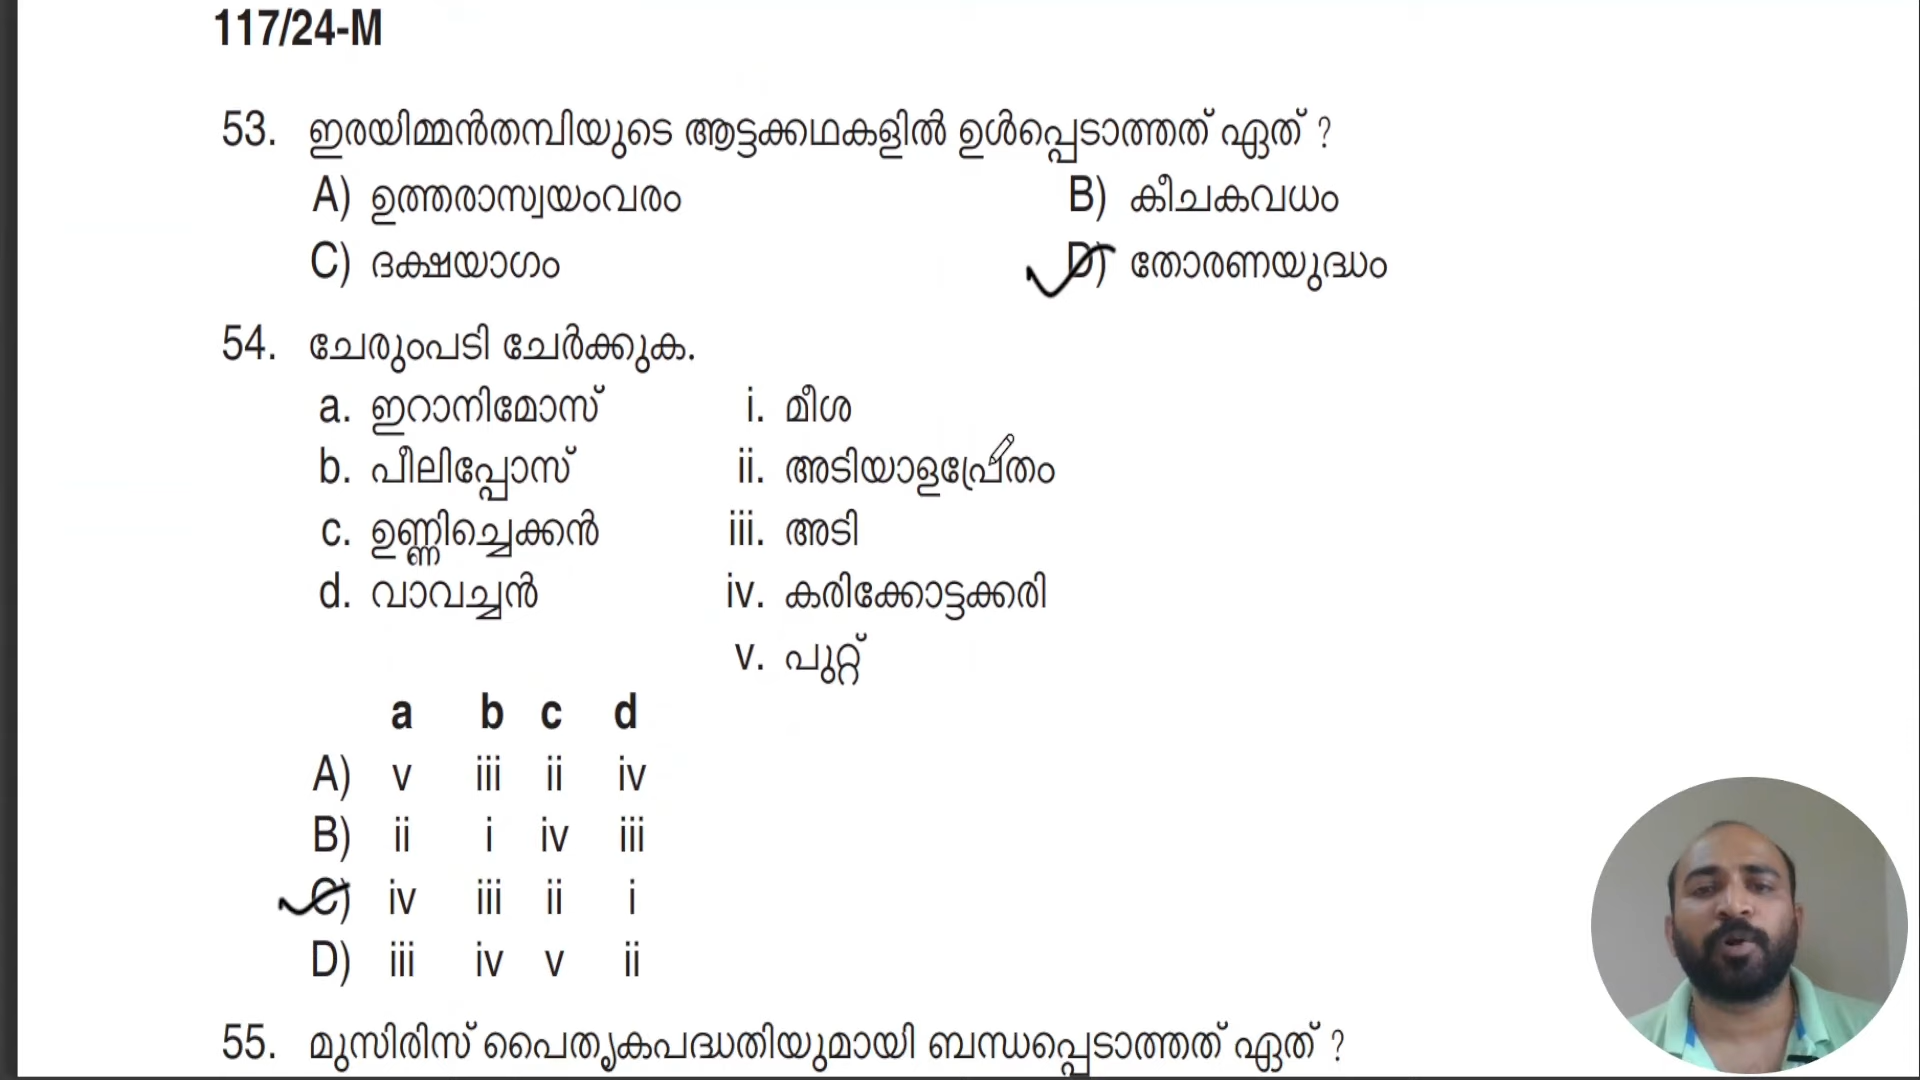 117/24-M
53. ഇരയിമ്മൻതമ്പിയുടെ ആട്ടക്കഥകളിൽ ഉൾപ്പെടാത്തത് ഏത് ?
A) ഉത്തരാസ്വയംവരം B) കീചകവധം
C) ദക്ഷയാഗം D) തോരണയുദ്ധം
54. ചേരുംപടി ചേർക്കുക.
a. ഇറാനിമോസ് i. മീശ
b. പീലിപ്പോസ് ii. അടിയാളപ്രേതം
c. ഉണ്ണിച്ചെക്കൻ iii. അടി
d. വാവച്ചൻ iv. കരിക്കോട്ടക്കരി
v. പുറ്റ്
a b c d
A) v iii ii iv
B) ii i iv iii
C) iv iii ii i
D) iii iv v ii
55. മുസിരിസ് പൈതൃകപദ്ധതിയുമായി ബന്ധപ്പെടാത്തത് ഏത് ?